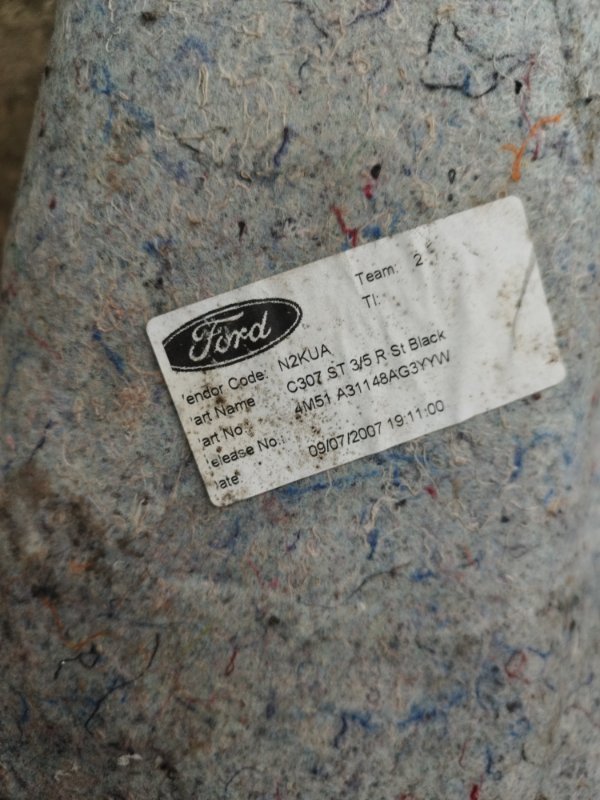 Team: 2
TI:
Ford
endor Code: N2KUA
art Name C307 ST 3/5 R St Black
art No. 4M51 A31148AG3YYW
elease No.:
ate 09/07/2007 19:11:00